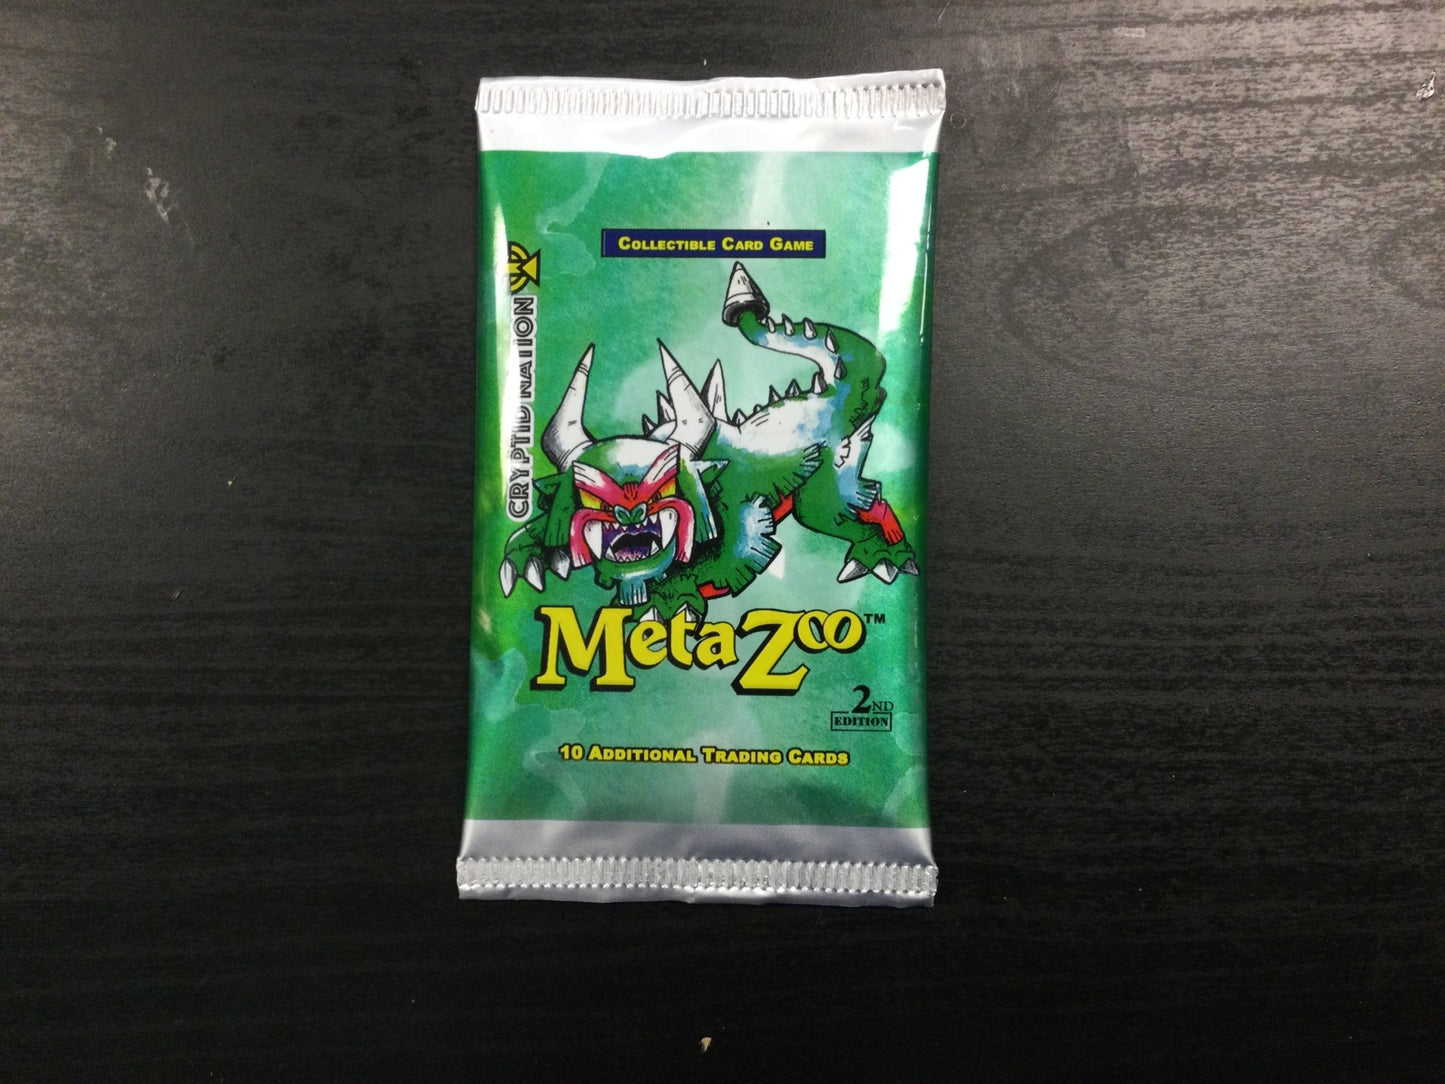 COLLECTIBLE CARD GAME
CRYPTID NATION
METAZOO™
2ND
EDITION
10 ADDITIONAL TRADING CARDS